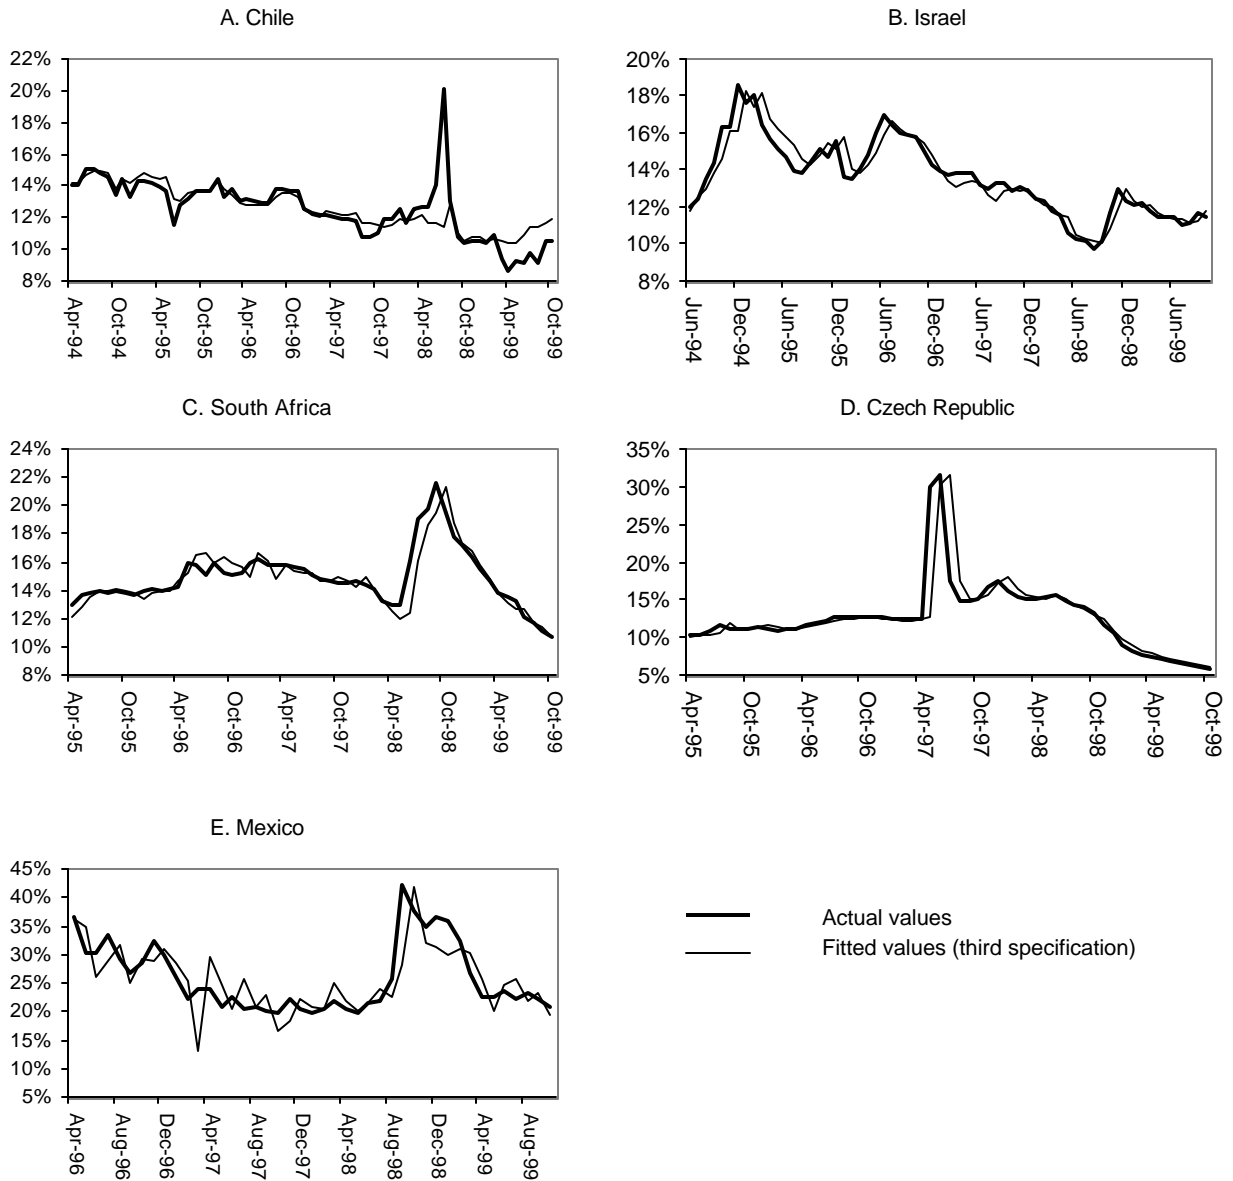 A. Chile
22%
20%
18%
16%
14%
12%
10%
8%
Apr-94
Oct-94
Apr-95
Oct-95
Apr-96
Oct-96
Apr-97
Oct-97
Apr-98
Oct-98
Apr-99
Oct-99
B. Israel
20%
18%
16%
14%
12%
10%
8%
Jun-94
Dec-94
Jun-95
Dec-95
Jun-96
Dec-96
Jun-97
Dec-97
Jun-98
Dec-98
Jun-99
C. South Africa
24%
22%
20%
18%
16%
14%
12%
10%
8%
Apr-95
Oct-95
Apr-96
Oct-96
Apr-97
Oct-97
Apr-98
Oct-98
Apr-99
Oct-99
D. Czech Republic
35%
30%
25%
20%
15%
10%
5%
Apr-95
Oct-95
Apr-96
Oct-96
Apr-97
Oct-97
Apr-98
Oct-98
Apr-99
Oct-99
E. Mexico
45%
40%
35%
30%
25%
20%
15%
10%
5%
Apr-96
Aug-96
Dec-96
Apr-97
Aug-97
Dec-97
Apr-98
Aug-98
Dec-98
Apr-99
Aug-99
Actual values
Fitted values (third specification)